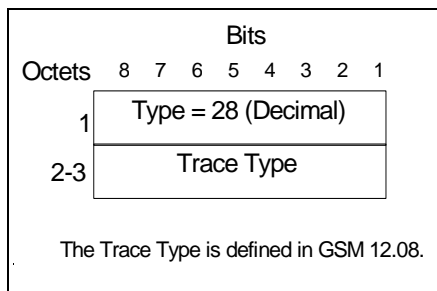 Bits
Octets 8 7 6 5 4 3 2 1
1 Type = 28 (Decimal)
2-3 Trace Type
The Trace Type is defined in GSM 12.08.
.